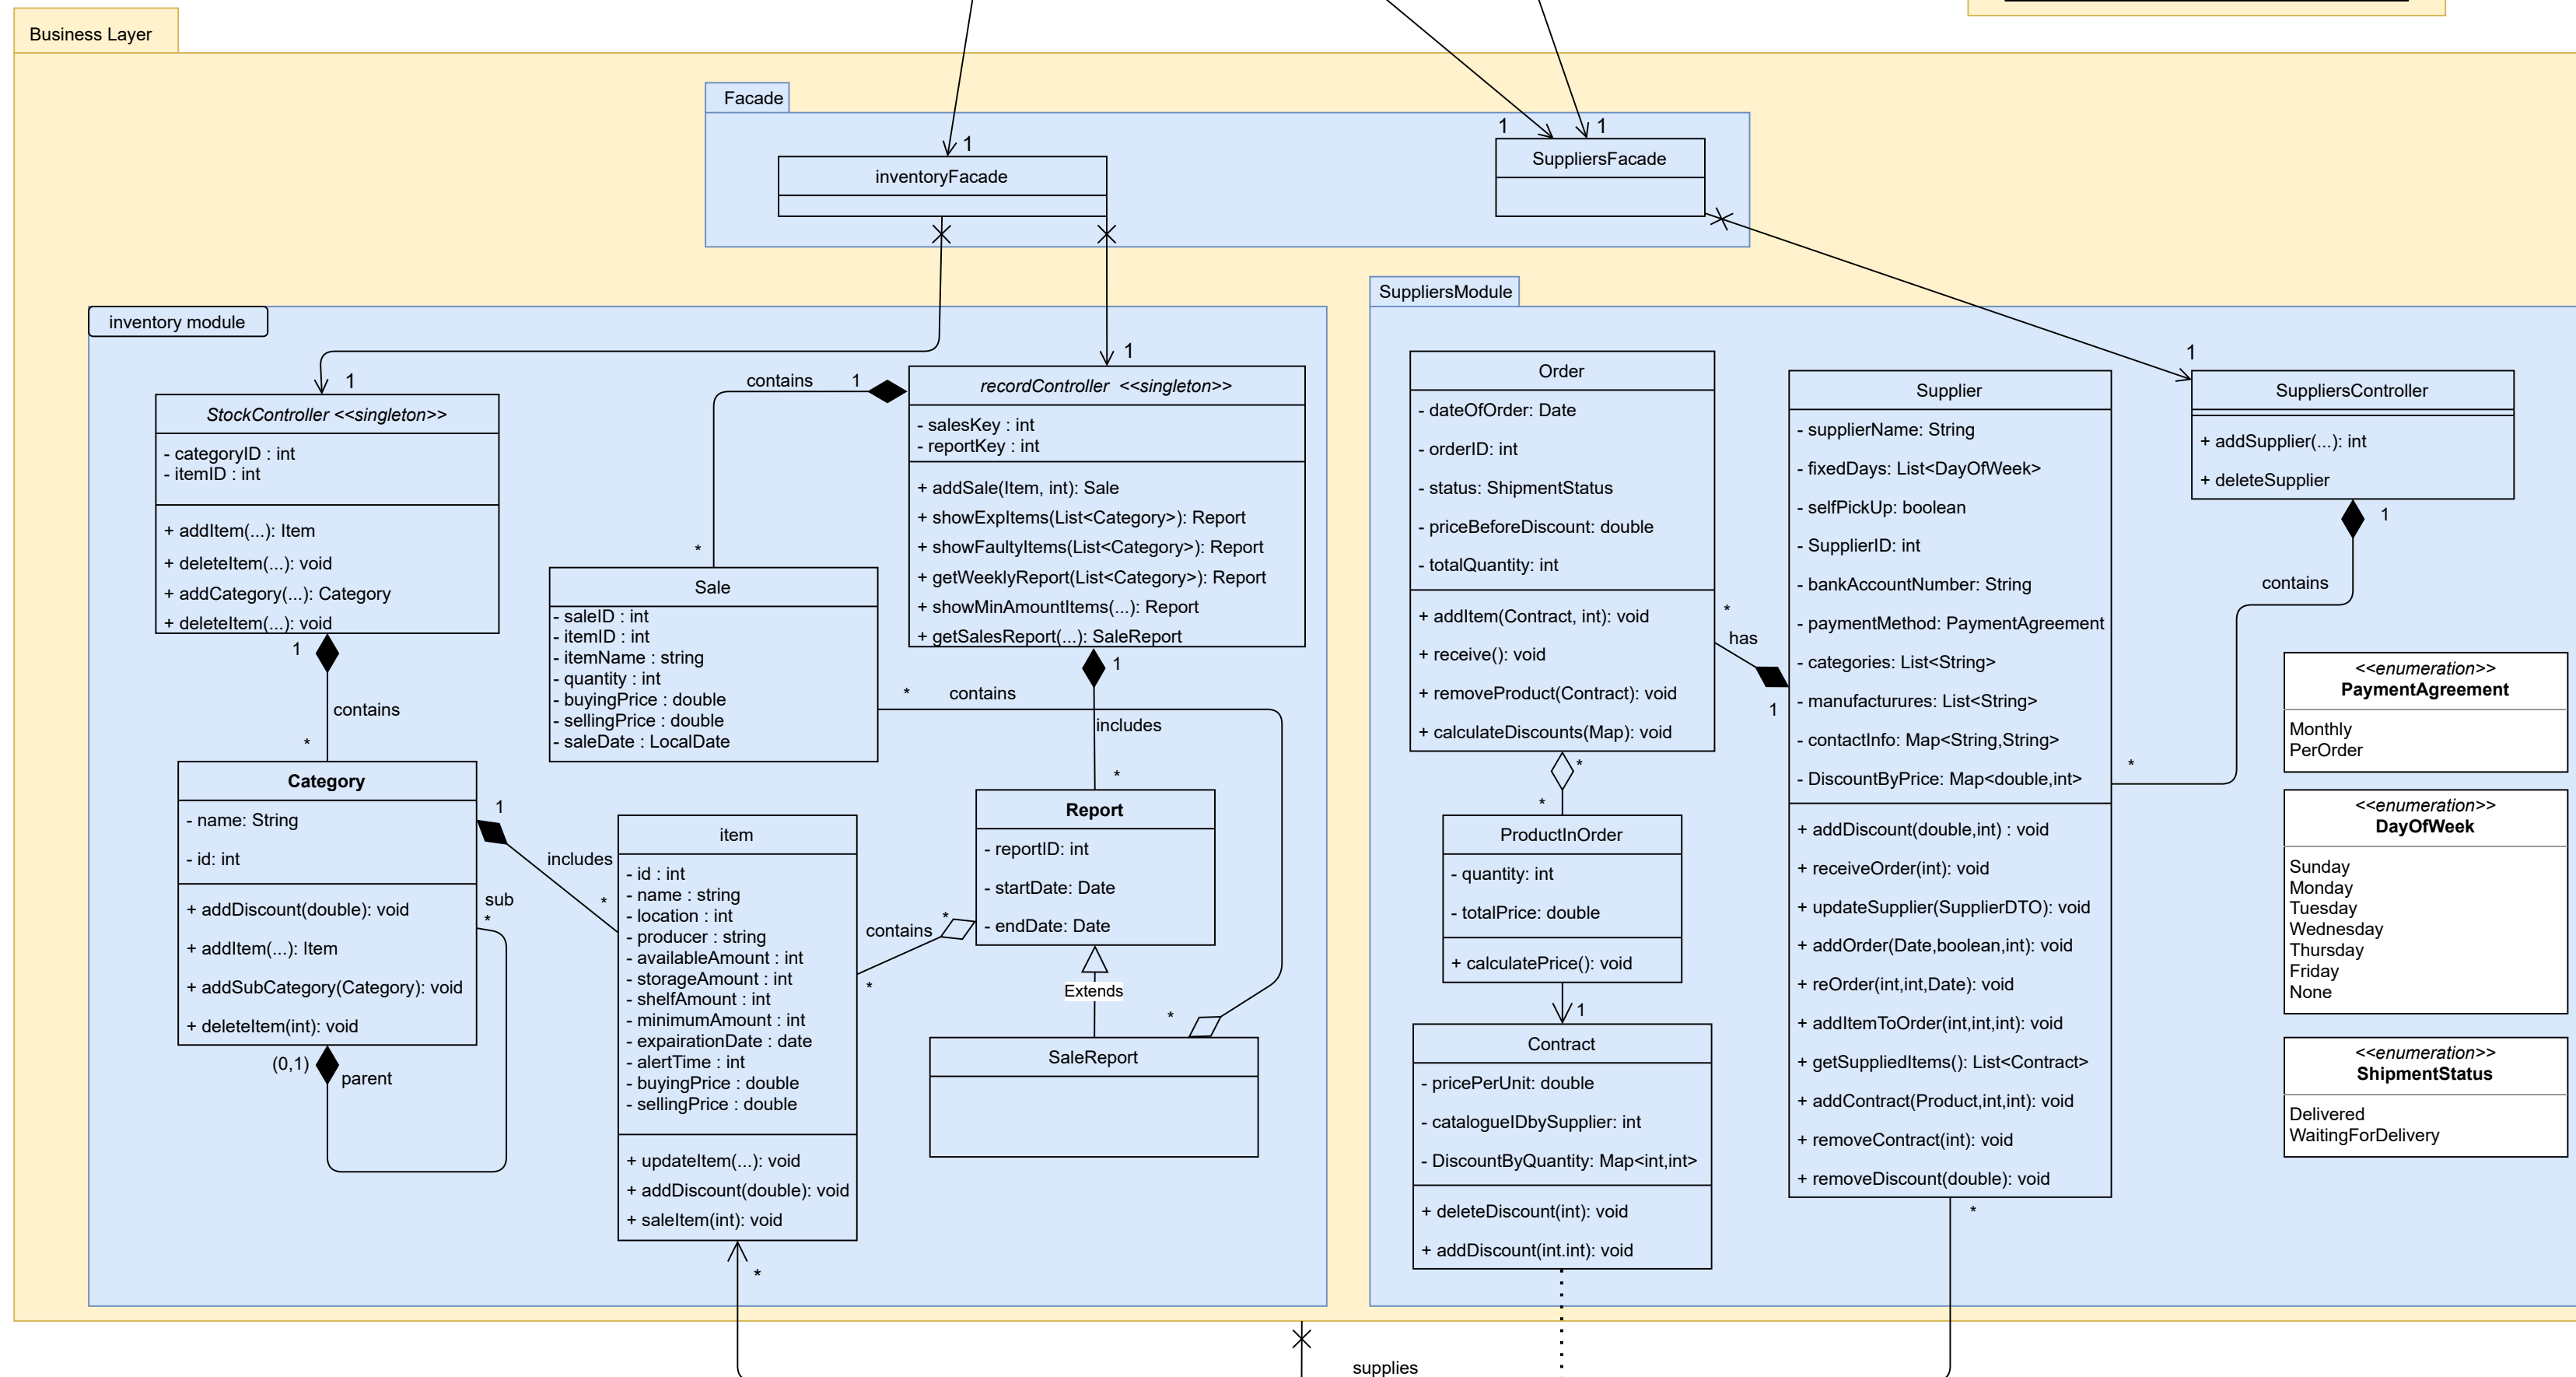 Business Layer
Facade
1
inventoryFacade
1
1
SuppliersFacade
inventory module
1
StockController <<singleton>>
- categoryID : int
- itemID : int
+ addItem(...): Item
+ deleteItem(...): void
+ addCategory(...): Category
+ deleteItem(...): void
1
contains
*
contains
1
*
1
recordController <<singleton>>
- salesKey : int
- reportKey : int
+ addSale(Item, int): Sale
+ showExpItems(List<Category>): Report
+ showFaultyItems(List<Category>): Report
+ getWeeklyReport(List<Category>): Report
+ showMinAmountItems(...): Report
+ getSalesReport(...): SaleReport
1
includes
*
Sale
- saleID : int
- itemID : int
- itemName : string
- quantity : int
- buyingPrice : double
- sellingPrice : double
- saleDate : LocalDate
*
contains
*
Category
- name: String
- id: int
+ addDiscount(double): void
+ addItem(...): Item
+ addSubCategory(Category): void
+ deleteItem(int): void
1
includes
*
sub
*
(0,1)
parent
item
- id : int
- name : string
- location : int
- producer : string
- availableAmount : int
- storageAmount : int
- shelfAmount : int
- minimumAmount : int
- expairationDate : date
- alertTime : int
- buyingPrice : double
- sellingPrice : double
+ updateItem(...): void
+ addDiscount(double): void
+ saleItem(int): void
*
contains
*
*
Report
- reportID: int
- startDate: Date
- endDate: Date
Extends
SaleReport
SuppliersModule
Order
- dateOfOrder: Date
- orderID: int
- status: ShipmentStatus
- priceBeforeDiscount: double
- totalQuantity: int
+ addItem(Contract, int): void
+ receive(): void
+ removeProduct(Contract): void
+ calculateDiscounts(Map): void
*
has
1
*
*
ProductInOrder
- quantity: int
- totalPrice: double
+ calculatePrice(): void
1
Contract
- pricePerUnit: double
- catalogueIDbySupplier: int
- DiscountByQuantity: Map<int,int>
+ deleteDiscount(int): void
+ addDiscount(int.int): void
Supplier
- supplierName: String
- fixedDays: List<DayOfWeek>
- selfPickUp: boolean
- SupplierID: int
- bankAccountNumber: String
- paymentMethod: PaymentAgreement
- categories: List<String>
- manufacturures: List<String>
- contactInfo: Map<String,String>
- DiscountByPrice: Map<double,int>
+ addDiscount(double,int) : void
+ receiveOrder(int): void
+ updateSupplier(SupplierDTO): void
+ addOrder(Date,boolean,int): void
+ reOrder(int,int,Date): void
+ addItemToOrder(int,int,int): void
+ getSuppliedItems(): List<Contract>
+ addContract(Product,int,int): void
+ removeContract(int): void
+ removeDiscount(double): void
*
1
SuppliersController
+ addSupplier(...): int
+ deleteSupplier
1
contains
*
<<enumeration>>
PaymentAgreement
Monthly
PerOrder
<<enumeration>>
DayOfWeek
Sunday
Monday
Tuesday
Wednesday
Thursday
Friday
None
<<enumeration>>
ShipmentStatus
Delivered
WaitingForDelivery
supplies